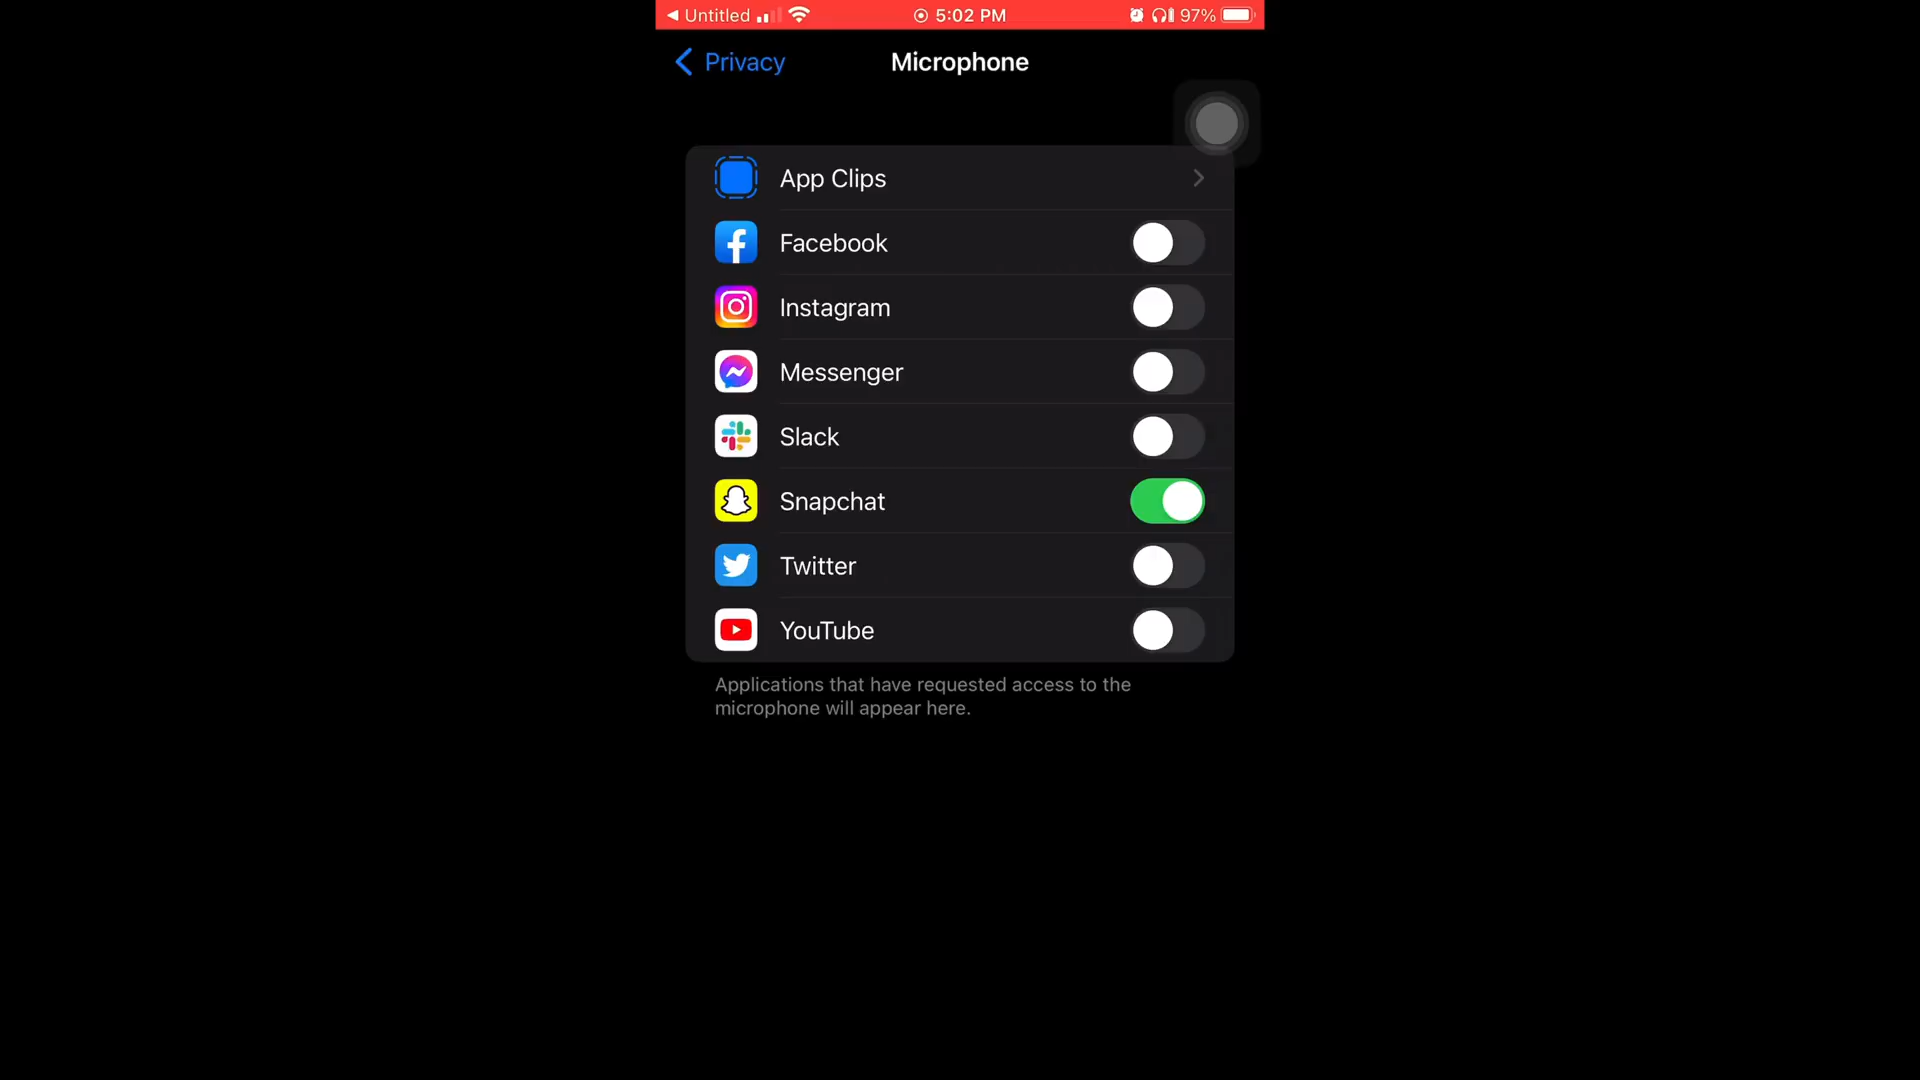 Untitled 5:02 PM 97%
Privacy Microphone
App Clips
Facebook
Instagram
Messenger
Slack
Snapchat
Twitter
YouTube
Applications that have requested access to the
microphone will appear here.